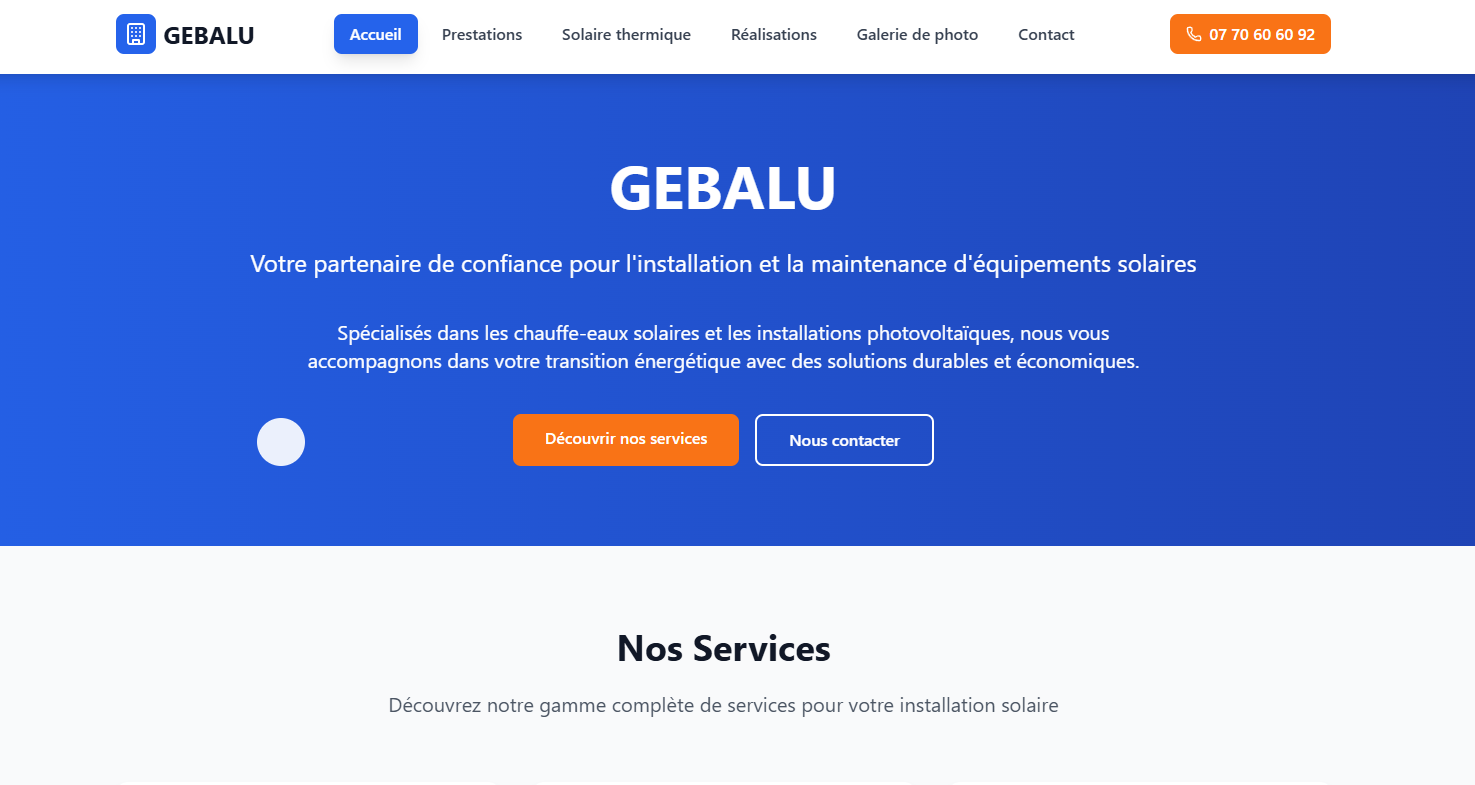 GEBALU
Accueil
Prestations
Solaire thermique
Réalisations
Galerie de photo
Contact
07 70 60 60 92
GEBALU
Votre partenaire de confiance pour l'installation et la maintenance d'équipements solaires
Spécialisés dans les chauffe-eaux solaires et les installations photovoltaïques, nous vous
accompagnons dans votre transition énergétique avec des solutions durables et économiques.
Découvrir nos services
Nous contacter
Nos Services
Découvrez notre gamme complète de services pour votre installation solaire